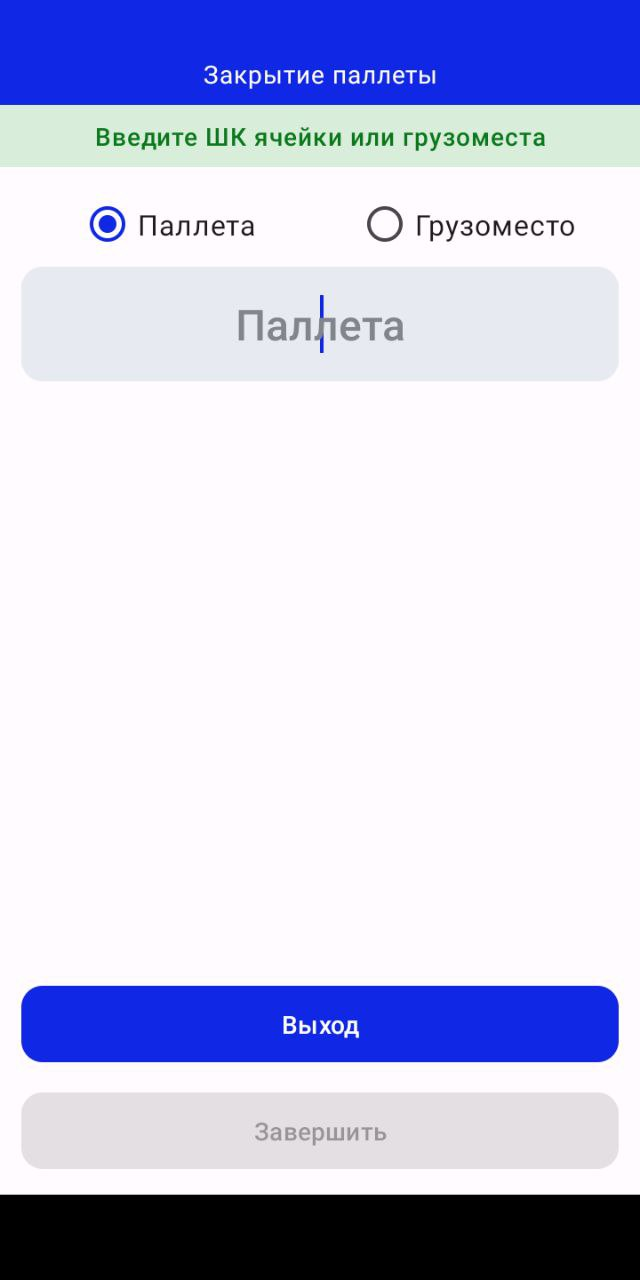 Закрытие паллеты
Введите ШК ячейки или грузоместа
Паллета
Грузоместо
Паллета
Выход
Завершить